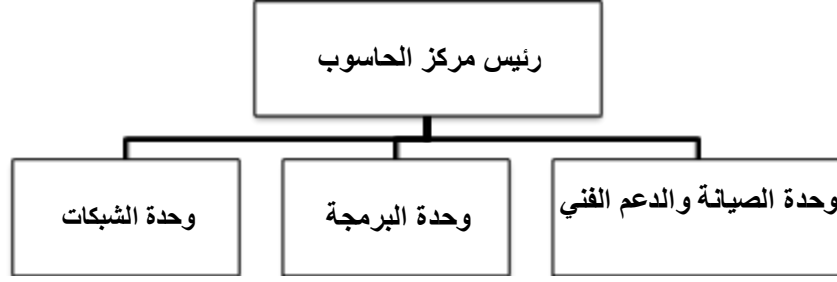 رئيس مركز الحاسوب
وحدة الصيانة والدعم الفني
وحدة البرمجة
وحدة الشبكات